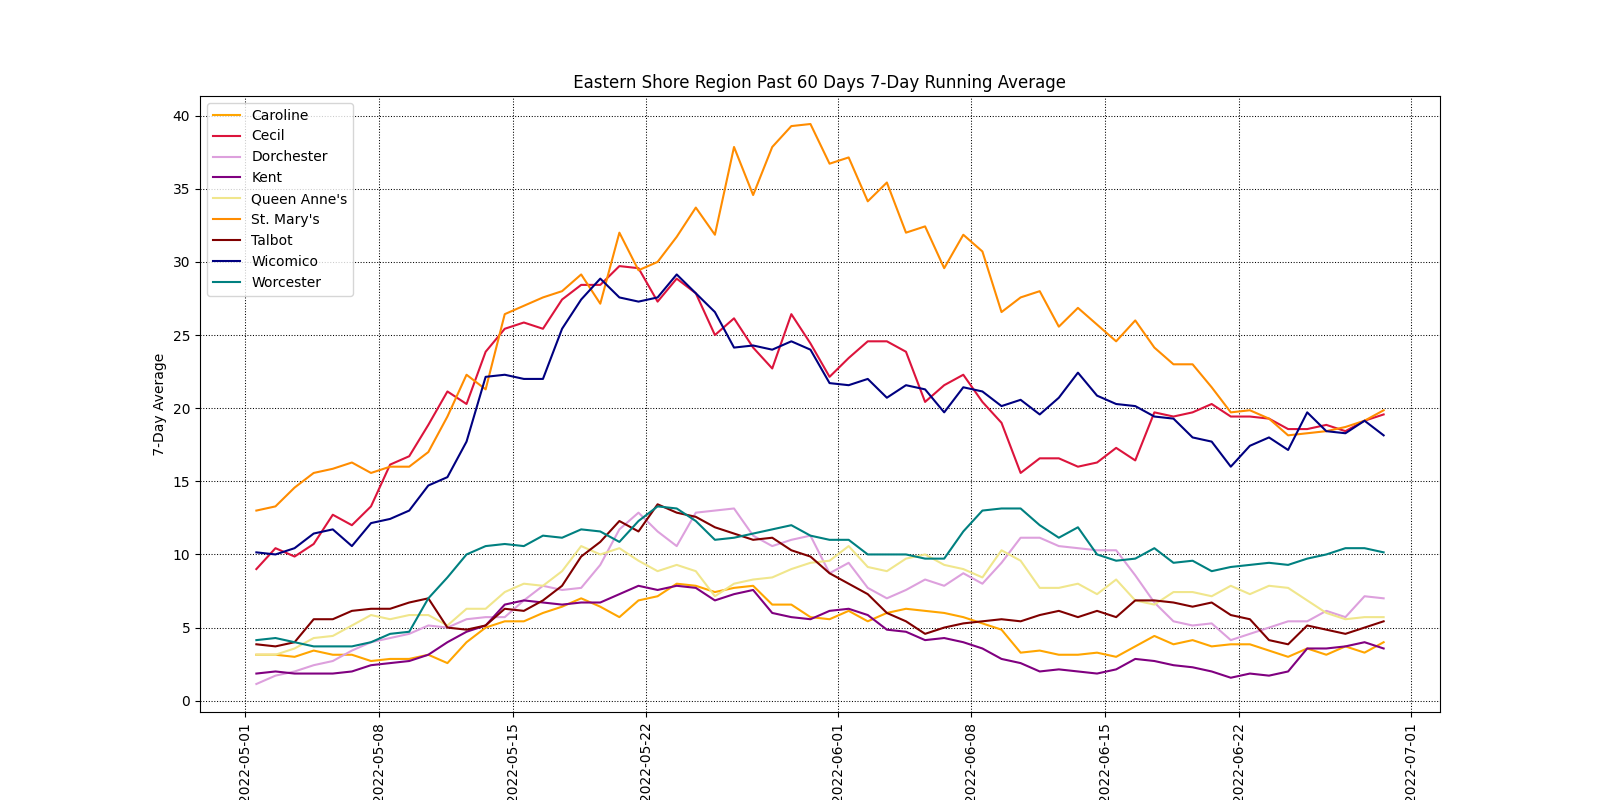 Eastern Shore Region Past 60 Days 7-Day Running Average
7-Day Average
40
35
30
25
20
15
10
5
0
Caroline
Cecil
Dorchester
Kent
Queen Anne's
St. Mary's
Talbot
Wicomico
Worcester
2022-05-01
2022-05-08
2022-05-15
2022-05-22
2022-06-01
2022-06-08
2022-06-15
2022-06-22
2022-07-01